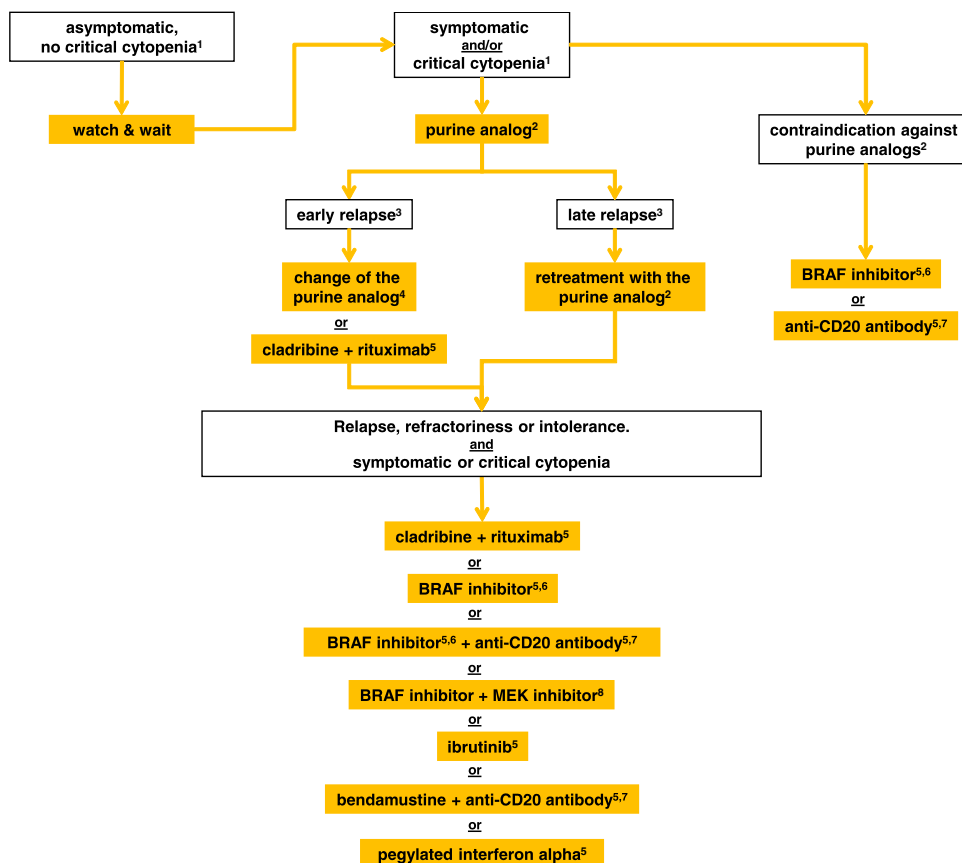 asymptomatic,
no critical cytopenia¹
symptomatic
and/or
critical cytopenia¹
watch & wait
purine analog²
contraindication against
purine analogs²
early relapse³
late relapse³
change of the
purine analog⁴
or
cladribine + rituximab⁵
retreatment with the
purine analog²
BRAF inhibitor⁵,⁶
or
anti-CD20 antibody⁵,⁷
Relapse, refractoriness or intolerance.
and
symptomatic or critical cytopenia
cladribine + rituximab⁵
or
BRAF inhibitor⁵,⁶
or
BRAF inhibitor⁵,⁶ + anti-CD20 antibody⁵,⁷
or
BRAF inhibitor + MEK inhibitor⁸
or
ibrutinib⁵
or
bendamustine + anti-CD20 antibody⁵,⁷
or
pegylated interferon alpha⁵